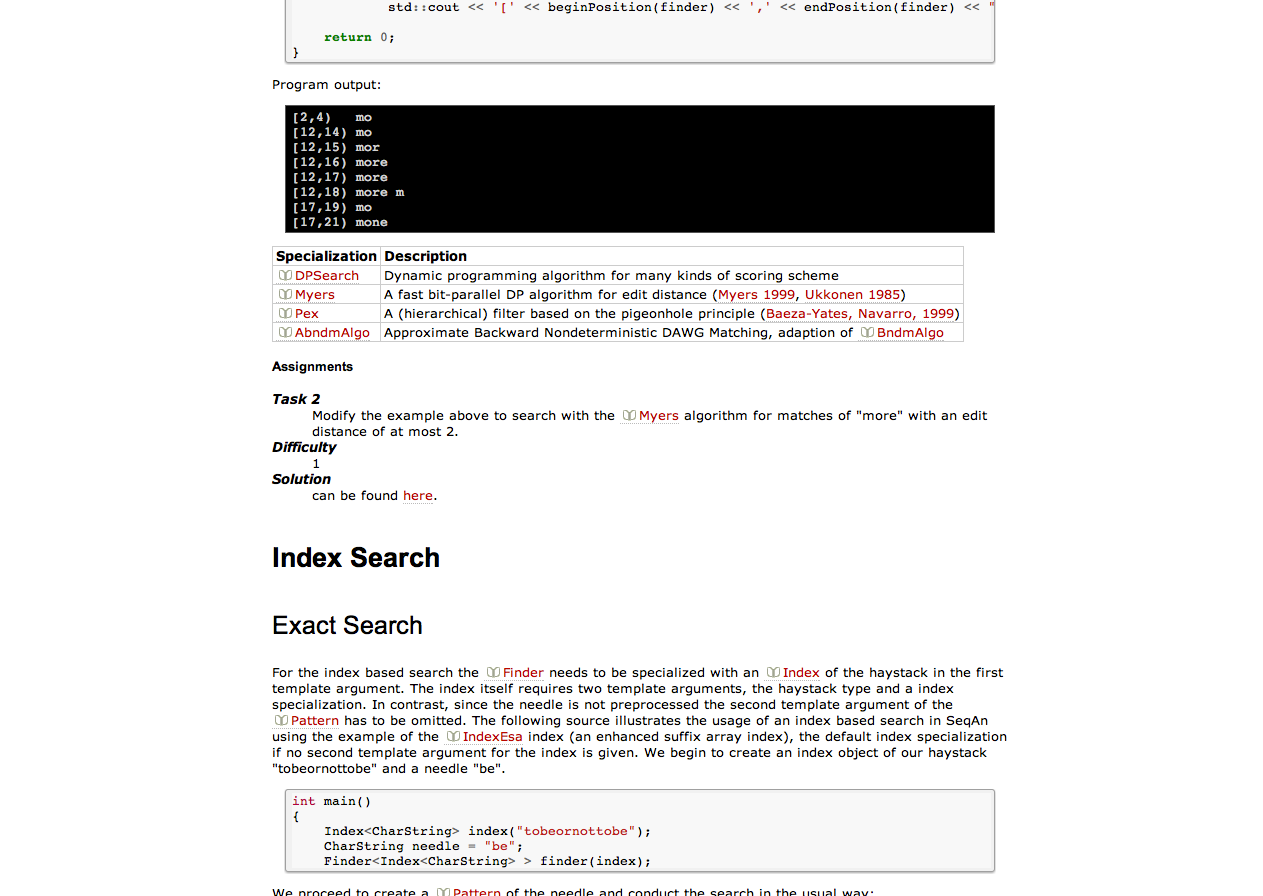 std::cout << '[' << beginPosition(finder) << ',' << endPosition(finder) << "
return 0;
}
Program output:
[2,4)   mo
[12,14) mo
[12,15) mor
[12,16) more
[12,17) more
[12,18) more m
[17,19) mo
[17,21) mone
Specialization Description
DPSearch Dynamic programming algorithm for many kinds of scoring scheme
Myers A fast bit-parallel DP algorithm for edit distance (Myers 1999, Ukkonen 1985)
Pex A (hierarchical) filter based on the pigeonhole principle (Baeza-Yates, Navarro, 1999)
AbndmAlgo Approximate Backward Nondeterministic DAWG Matching, adaption of BndmAlgo
Assignments
Task 2
Modify the example above to search with the Myers algorithm for matches of "more" with an edit
distance of at most 2.
Difficulty
1
Solution
can be found here.
Index Search
Exact Search
For the index based search the Finder needs to be specialized with an Index of the haystack in the first
template argument. The index itself requires two template arguments, the haystack type and a index
specialization. In contrast, since the needle is not preprocessed the second template argument of the
Pattern has to be omitted. The following source illustrates the usage of an index based search in SeqAn
using the example of the IndexEsa index (an enhanced suffix array index), the default index specialization
if no second template argument for the index is given. We begin to create an index object of our haystack
"tobeornottobe" and a needle "be".
int main()
{
Index<CharString> index("tobeornottobe");
CharString needle = "be";
Finder<Index<CharString> > finder(index);
We proceed to create a Pattern of the needle and conduct the search in the usual way: